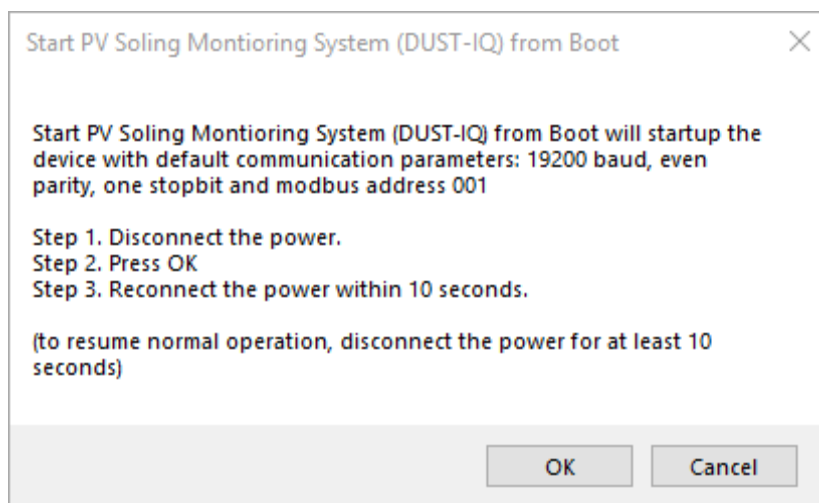 Start PV Soling Montioring System (DUST-IQ) from Boot
Start PV Soling Montioring System (DUST-IQ) from Boot will startup the
device with default communication parameters: 19200 baud, even
parity, one stopbit and modbus address 001
Step 1. Disconnect the power.
Step 2. Press OK
Step 3. Reconnect the power within 10 seconds.
(to resume normal operation, disconnect the power for at least 10
seconds)
OK
Cancel